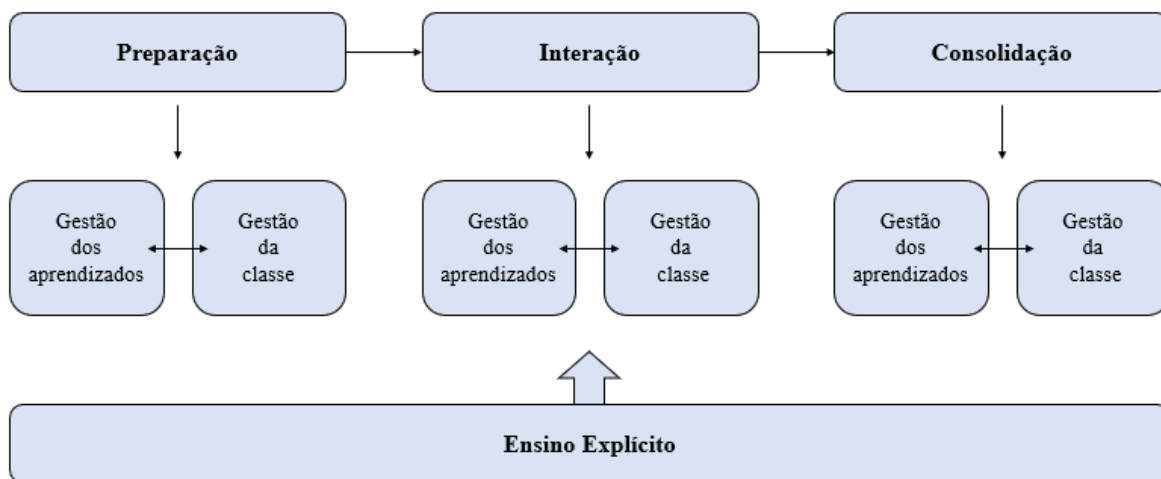 Preparação
Interação
Consolidação
Gestão
dos
aprendizados
Gestão
da
classe
Gestão
dos
aprendizados
Gestão
da
classe
Gestão
dos
aprendizados
Gestão
da
classe
Ensino Explícito